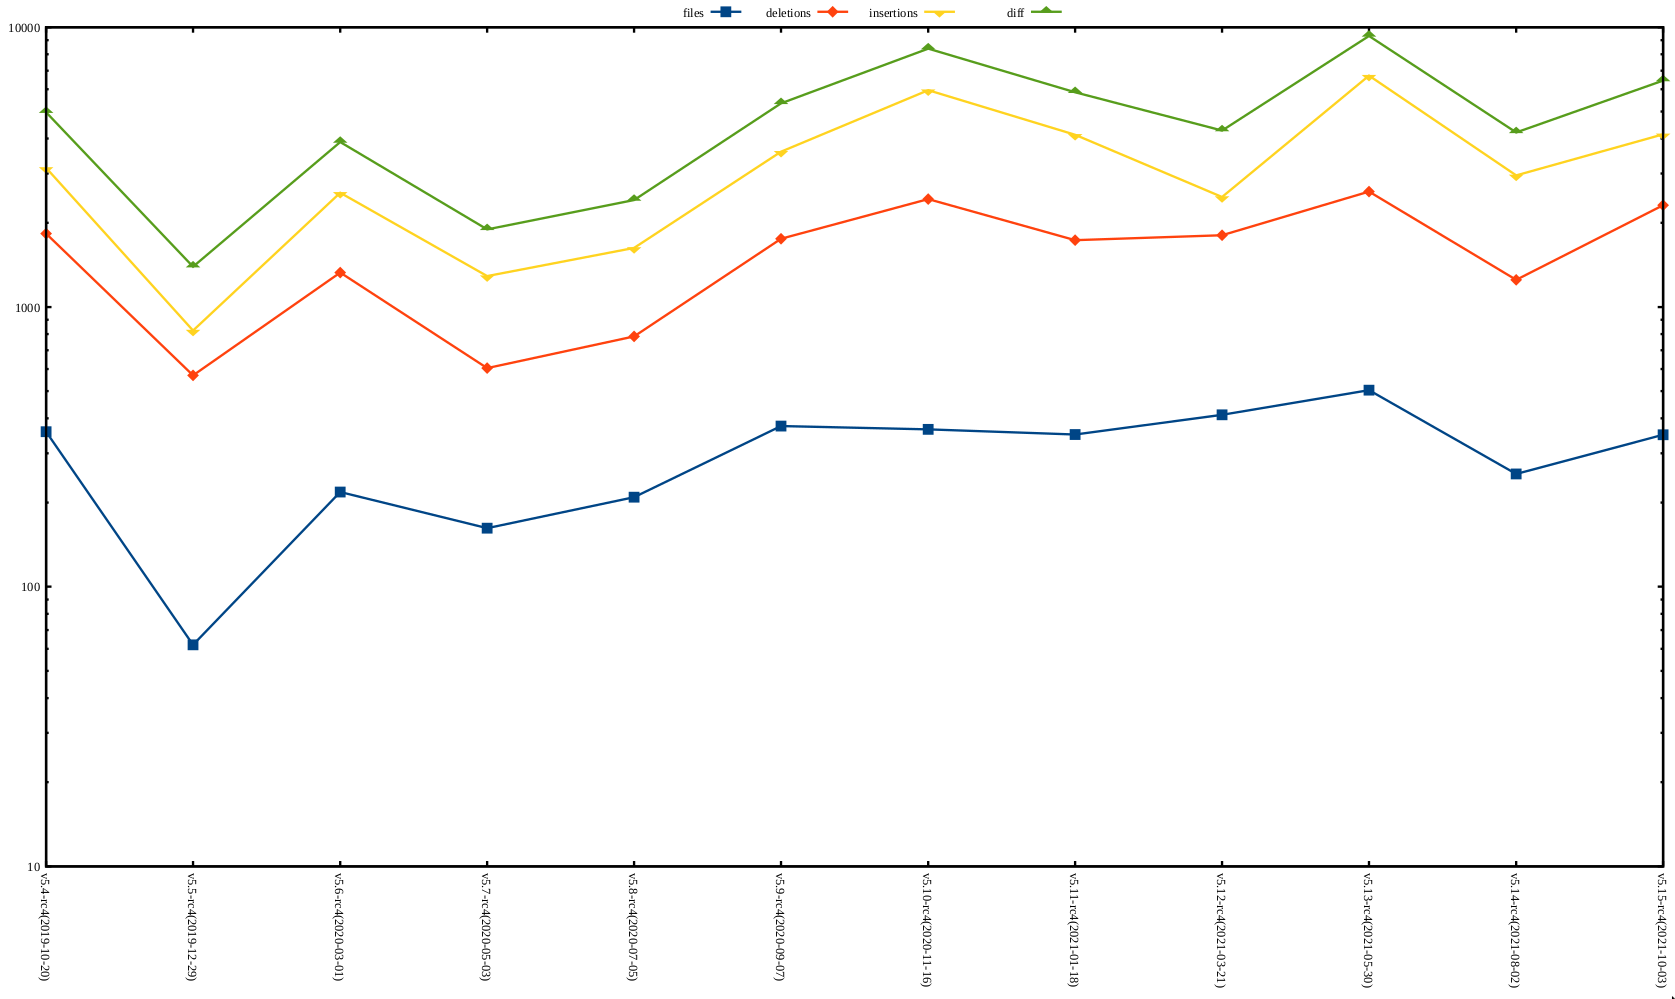 files deletions insertions diff
10000
1000
100
10
v5.4-rc4(2019-10-20)
v5.5-rc4(2019-12-29)
v5.6-rc4(2020-03-01)
v5.7-rc4(2020-05-03)
v5.8-rc4(2020-07-05)
v5.9-rc4(2020-09-07)
v5.10-rc4(2020-11-16)
v5.11-rc4(2021-01-18)
v5.12-rc4(2021-03-21)
v5.13-rc4(2021-05-30)
v5.14-rc4(2021-08-02)
v5.15-rc4(2021-10-03)